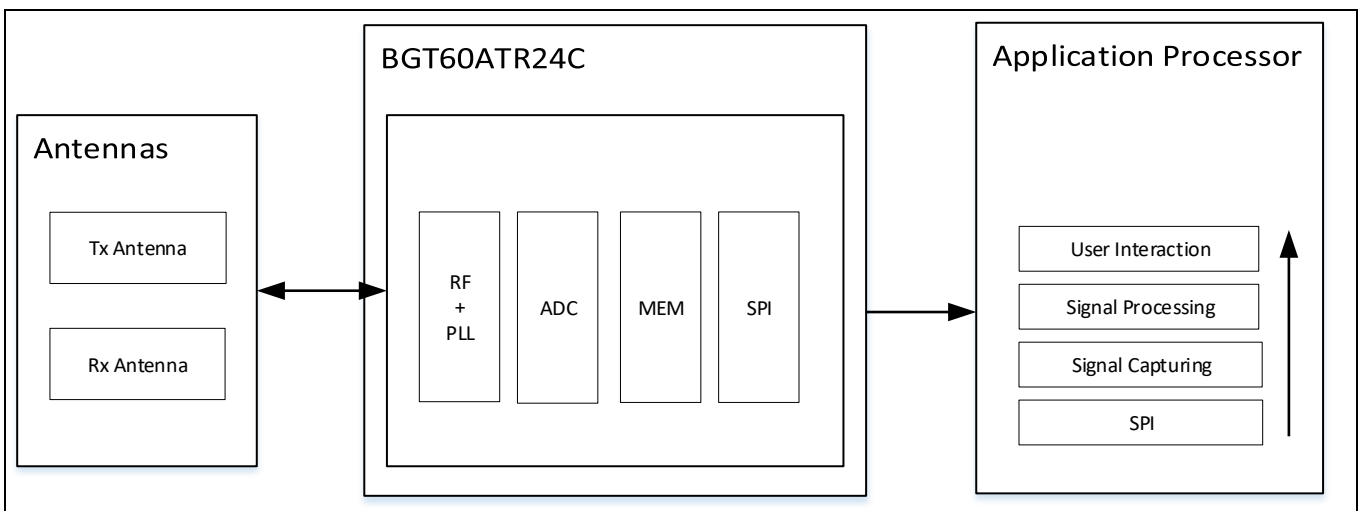 Antennas
Tx Antenna
Rx Antenna
BGT60ATR24C
RF
+
PLL
ADC
MEM
SPI
Application Processor
User Interaction
Signal Processing
Signal Capturing
SPI